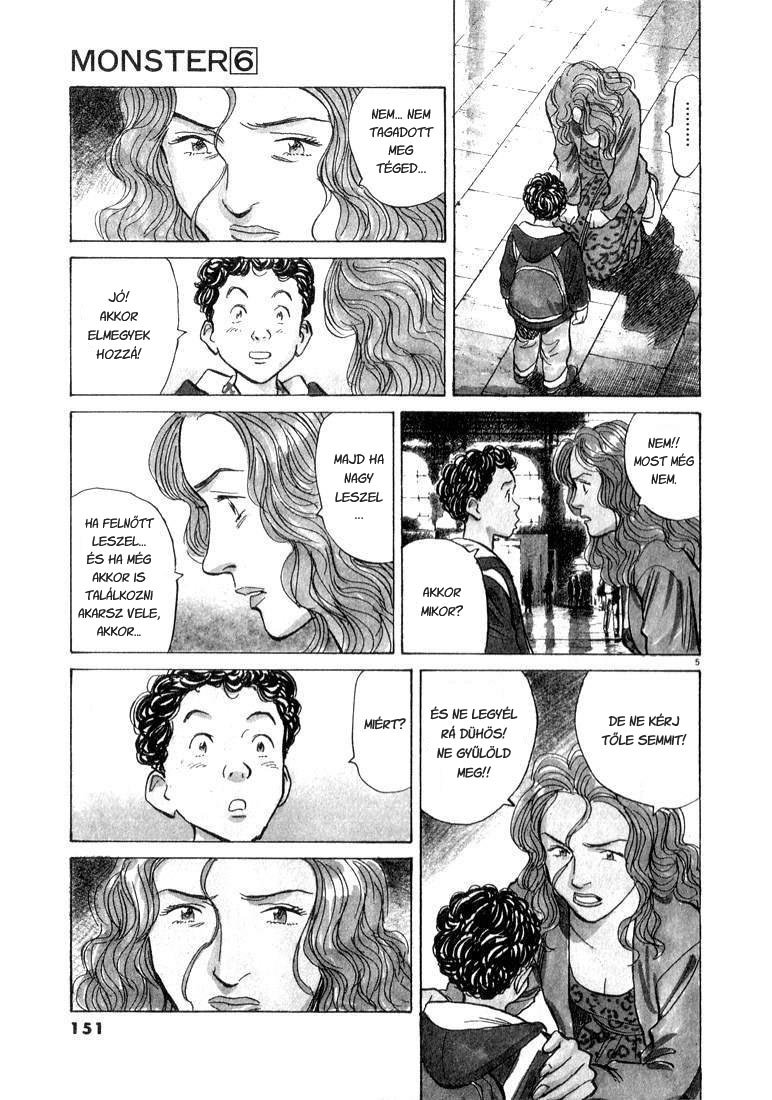 MONSTER 6
.........
NEM... NEM
TAGADOTT
MEG
TÉGED...
JÓ!
AKKOR
ELMEGYEK
HOZZÁ!
NEM!!
MOST MÉG
NEM.
AKKOR
MIKOR?
MAJD HA
NAGY
LESZEL
...
HA FELNŐTT
LESZEL...
ÉS HA MÉG
AKKOR IS
TALÁLKOZNI
AKARSZ VELE,
AKKOR...
5
DE NE KÉRJ
TŐLE SEMMIT!
ÉS NE LEGYÉL
RÁ DÜHÖS!
NE GYÜLÖLD
MEG!!
MIÉRT?
151